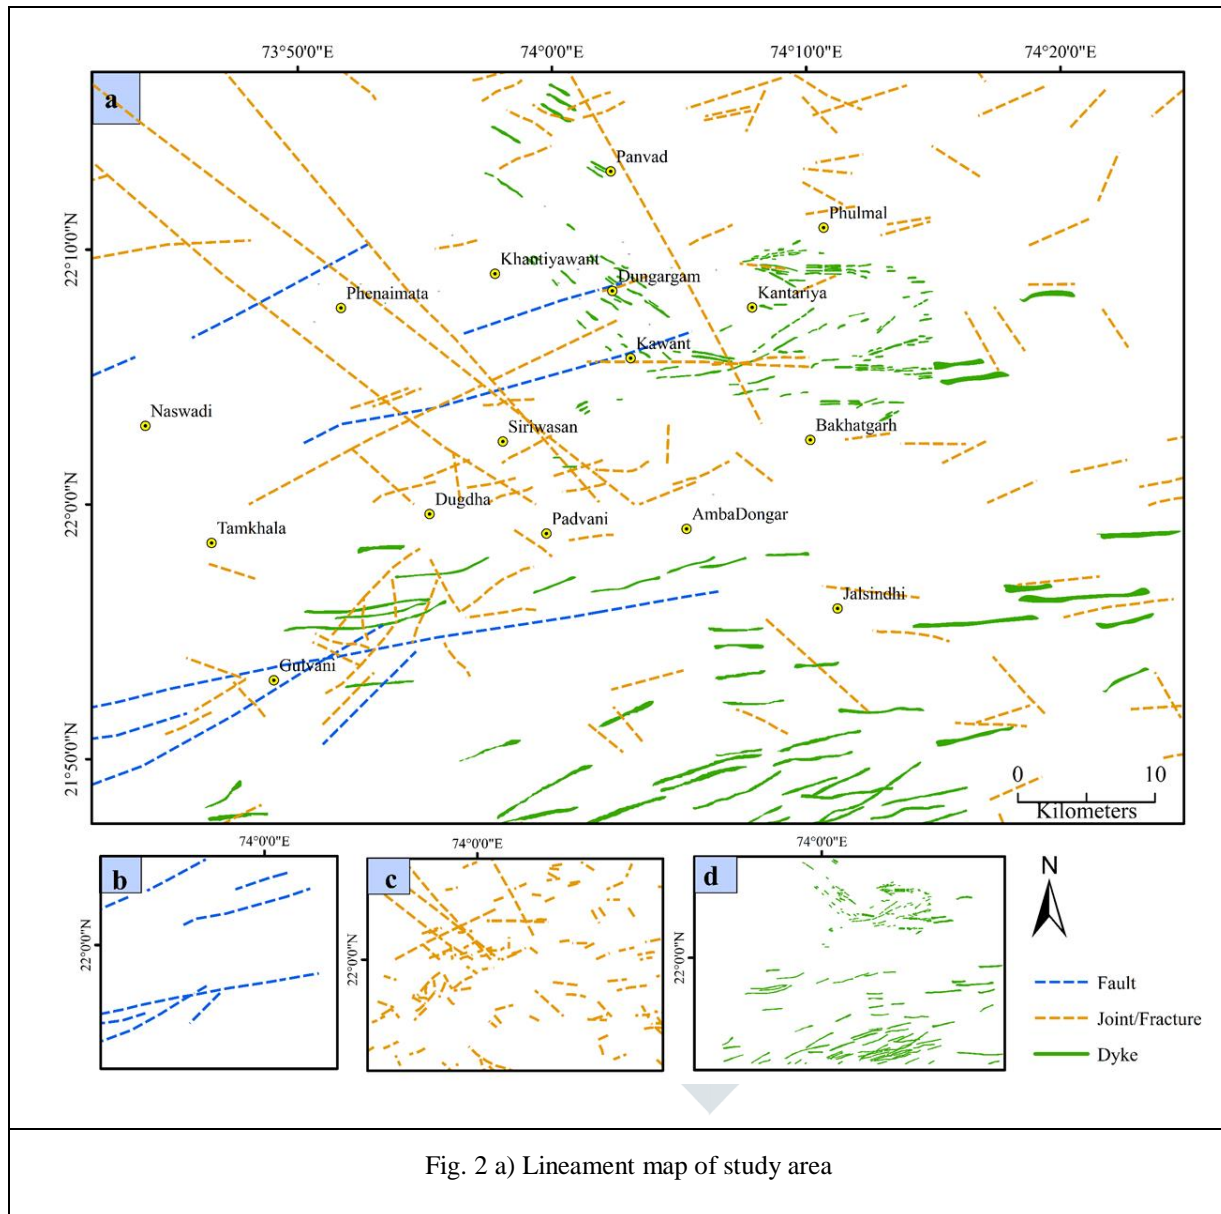 73°50'0"E 74°0'0"E 74°10'0"E 74°20'0"E
a
Panvad
Phulmal
22°10'0"N
Khadtiyawant
Dungargam
Phenaimata
Kantariya
Kawant
Naswadi
Siriwasan
Bakhatgarh
Dugdha
22°0'0"N
Tamkhala
Padvani
AmbaDongar
Jalsindhi
Gulvani
21°50'0"N
0 10
Kilometers
74°0'0"E 74°0'0"E 74°0'0"E
b c d
N
22°0'0"N 22°0'0"N 22°0'0"N
Fault
Joint/Fracture
Dyke
Fig. 2 a) Lineament map of study area